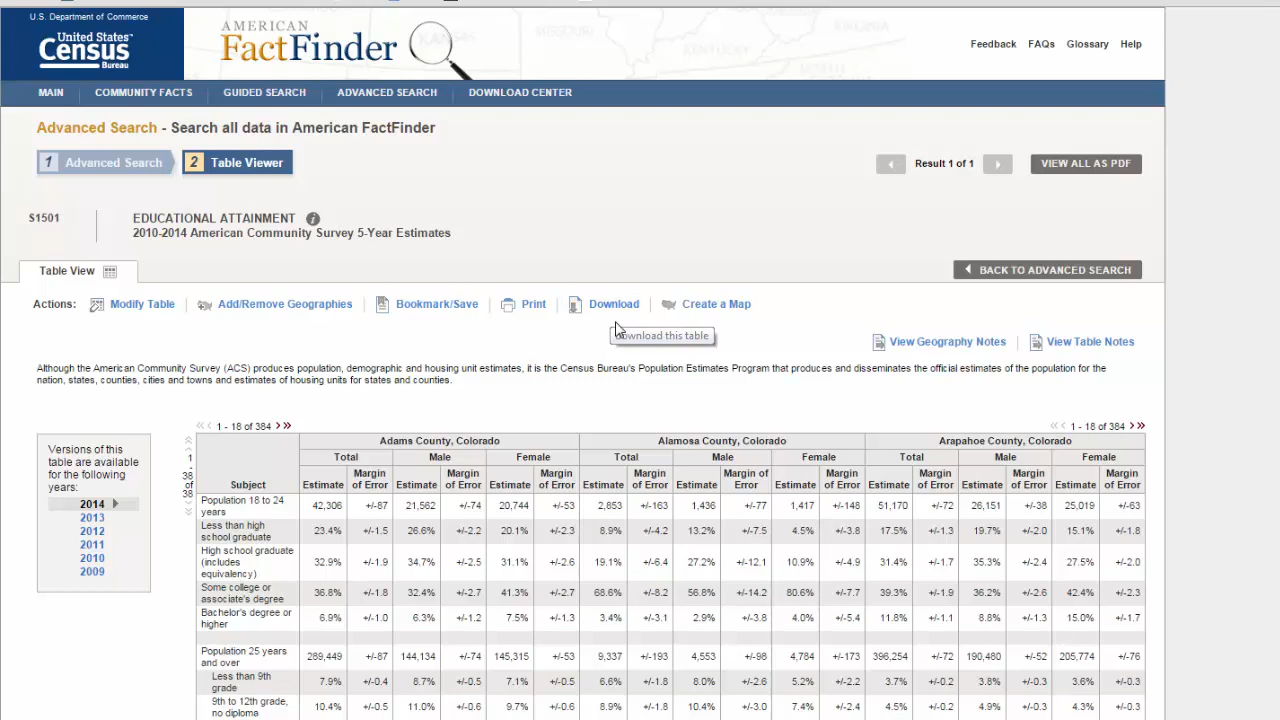 U.S. Department of Commerce
United States™
Census
Bureau
AMERICAN
FactFinder
Feedback FAQs Glossary Help
MAIN COMMUNITY FACTS GUIDED SEARCH ADVANCED SEARCH DOWNLOAD CENTER
Advanced Search - Search all data in American FactFinder
1 Advanced Search 2 Table Viewer
Result 1 of 1 VIEW ALL AS PDF
S1501 EDUCATIONAL ATTAINMENT
2010-2014 American Community Survey 5-Year Estimates
Table View
BACK TO ADVANCED SEARCH
Actions: Modify Table Add/Remove Geographies Bookmark/Save Print Download Create a Map
Download this table
View Geography Notes View Table Notes
Although the American Community Survey (ACS) produces population, demographic and housing unit estimates, it is the Census Bureau's Population Estimates Program that produces and disseminates the official estimates of the population for the
nation, states, counties, cities and towns and estimates of housing units for states and counties.
Versions of this
table are available
for the following
years:
2014
2013
2012
2011
2010
2009
1 - 18 of 384 1 - 18 of 384
1
-
38
of
38
Adams County, Colorado Alamosa County, Colorado Arapahoe County, Colorado
Total Male Female Total Male Female Total Male Female
Subject Estimate Margin of Error Estimate Margin of Error Estimate Margin of Error Estimate Margin of Error Estimate Margin of Error Estimate Margin of Error Estimate Margin of Error Estimate Margin of Error Estimate Margin of Error
Population 18 to 24 years 42,306 +/-87 21,562 +/-74 20,744 +/-53 2,853 +/-163 1,436 +/-77 1,417 +/-148 51,170 +/-72 26,151 +/-38 25,019 +/-63
Less than high school graduate 23.4% +/-1.5 26.6% +/-2.2 20.1% +/-2.3 8.9% +/-4.2 13.2% +/-7.5 4.5% +/-3.8 17.5% +/-1.3 19.7% +/-2.0 15.1% +/-1.8
High school graduate (includes equivalency) 32.9% +/-1.9 34.7% +/-2.5 31.1% +/-2.6 19.1% +/-6.4 27.2% +/-12.1 10.9% +/-4.9 31.4% +/-1.7 35.3% +/-2.4 27.5% +/-2.0
Some college or associate's degree 36.8% +/-1.8 32.4% +/-2.7 41.3% +/-2.7 68.6% +/-8.2 56.8% +/-14.2 80.6% +/-7.7 39.3% +/-1.9 36.2% +/-2.6 42.4% +/-2.3
Bachelor's degree or higher 6.9% +/-1.0 6.3% +/-1.2 7.5% +/-1.3 3.4% +/-3.1 2.9% +/-3.8 4.0% +/-5.4 11.8% +/-1.1 8.8% +/-1.3 15.0% +/-1.7
Population 25 years and over 289,449 +/-87 144,134 +/-74 145,315 +/-53 9,337 +/-193 4,553 +/-98 4,784 +/-173 396,254 +/-72 190,480 +/-52 205,774 +/-76
Less than 9th grade 7.9% +/-0.4 8.7% +/-0.5 7.1% +/-0.5 6.6% +/-1.8 8.0% +/-2.6 5.2% +/-2.2 3.7% +/-0.2 3.8% +/-0.3 3.6% +/-0.3
9th to 12th grade, no diploma 10.4% +/-0.5 11.0% +/-0.6 9.7% +/-0.6 8.9% +/-1.8 10.4% +/-3.0 7.4% +/-2.4 4.5% +/-0.2 4.9% +/-0.3 4.3% +/-0.3